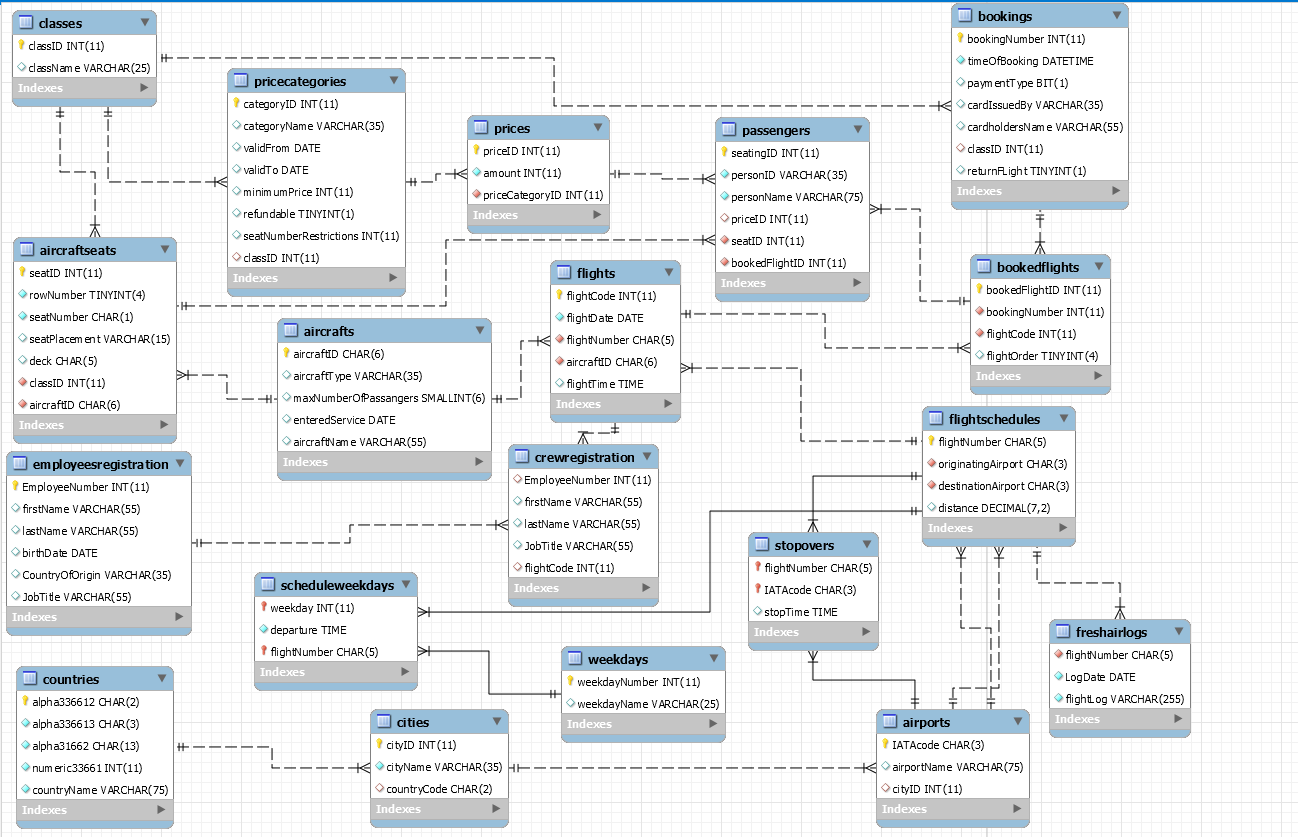 classes
classID INT(11)
className VARCHAR(25)
Indexes
pricecategories
categoryID INT(11)
categoryName VARCHAR(35)
validFrom DATE
validTo DATE
minimumPrice INT(11)
refundable TINYINT(1)
seatNumberRestrictions INT(11)
classID INT(11)
Indexes
prices
priceID INT(11)
amount INT(11)
priceCategoryID INT(11)
Indexes
passengers
seatingID INT(11)
personID VARCHAR(35)
personName VARCHAR(75)
priceID INT(11)
seatID INT(11)
bookedFlightID INT(11)
Indexes
bookings
bookingNumber INT(11)
timeOfBooking DATETIME
paymentType BIT(1)
cardIssuedBy VARCHAR(35)
cardholdersName VARCHAR(55)
classID INT(11)
returnFLight TINYINT(1)
Indexes
aircraftseats
seatID INT(11)
rowNumber TINYINT(4)
seatNumber CHAR(1)
seatPlacement VARCHAR(15)
deck CHAR(5)
classID INT(11)
aircraftID CHAR(6)
Indexes
aircrafts
aircraftID CHAR(6)
aircraftType VARCHAR(35)
maxNumberOfPassangers SMALLINT(6)
enteredService DATE
aircraftName VARCHAR(55)
Indexes
flights
flightCode INT(11)
flightDate DATE
flightNumber CHAR(5)
aircraftID CHAR(6)
flightTime TIME
Indexes
bookedflights
bookedFlightID INT(11)
bookingNumber INT(11)
flightCode INT(11)
flightOrder TINYINT(4)
Indexes
employeesregistration
EmployeeNumber INT(11)
firstName VARCHAR(55)
lastName VARCHAR(55)
birthDate DATE
CountryOfOrigin VARCHAR(35)
JobTitle VARCHAR(55)
Indexes
crewregistration
EmployeeNumber INT(11)
firstName VARCHAR(55)
lastName VARCHAR(55)
JobTitle VARCHAR(55)
flightCode INT(11)
Indexes
flightschedules
flightNumber CHAR(5)
originatingAirport CHAR(3)
destinationAirport CHAR(3)
distance DECIMAL(7,2)
Indexes
scheduleweekdays
weekday INT(11)
departure TIME
flightNumber CHAR(5)
Indexes
stopovers
flightNumber CHAR(5)
IATAcode CHAR(3)
stopTime TIME
Indexes
freshairlogs
flightNumber CHAR(5)
LogDate DATE
flightLog VARCHAR(255)
Indexes
weekdays
weekdayNumber INT(11)
weekdayName VARCHAR(25)
Indexes
countries
alpha336612 CHAR(2)
alpha336613 CHAR(3)
alpha31662 CHAR(13)
numeric33661 INT(11)
countryName VARCHAR(75)
Indexes
cities
cityID INT(11)
cityName VARCHAR(35)
countryCode CHAR(2)
Indexes
airports
IATAcode CHAR(3)
airportName VARCHAR(75)
cityID INT(11)
Indexes